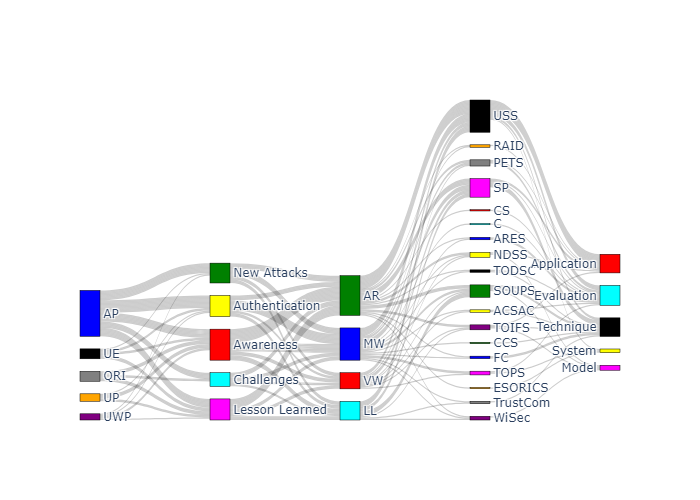 AP
UE
QRI
UP
UWP
New Attacks
Authentication
Awareness
Challenges
Lesson Learned
AR
MW
VW
LL
USS
RAID
PETS
SP
CS
C
ARES
NDSS
TODSC
SOUPS
ACSAC
TOIFS
CCS
FC
TOPS
ESORICS
TrustCom
WiSec
Application
Evaluation
Technique
System
Model